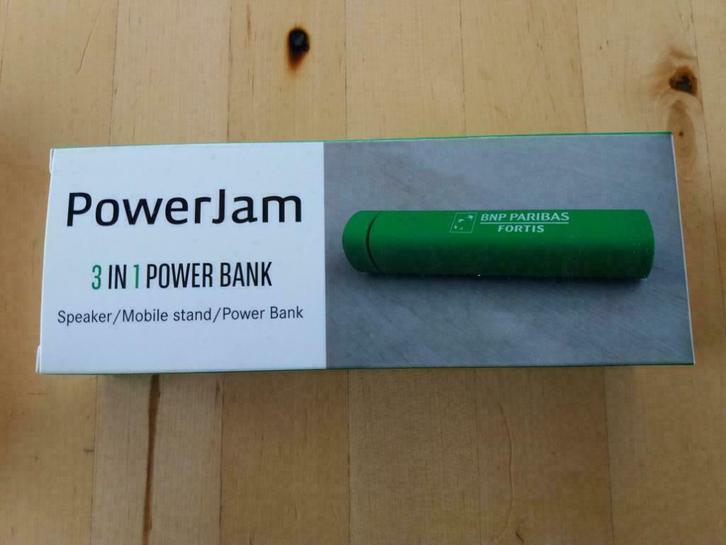 PowerJam
3 IN 1 POWER BANK
Speaker/Mobile stand/Power Bank
BNP PARIBAS
FORTIS